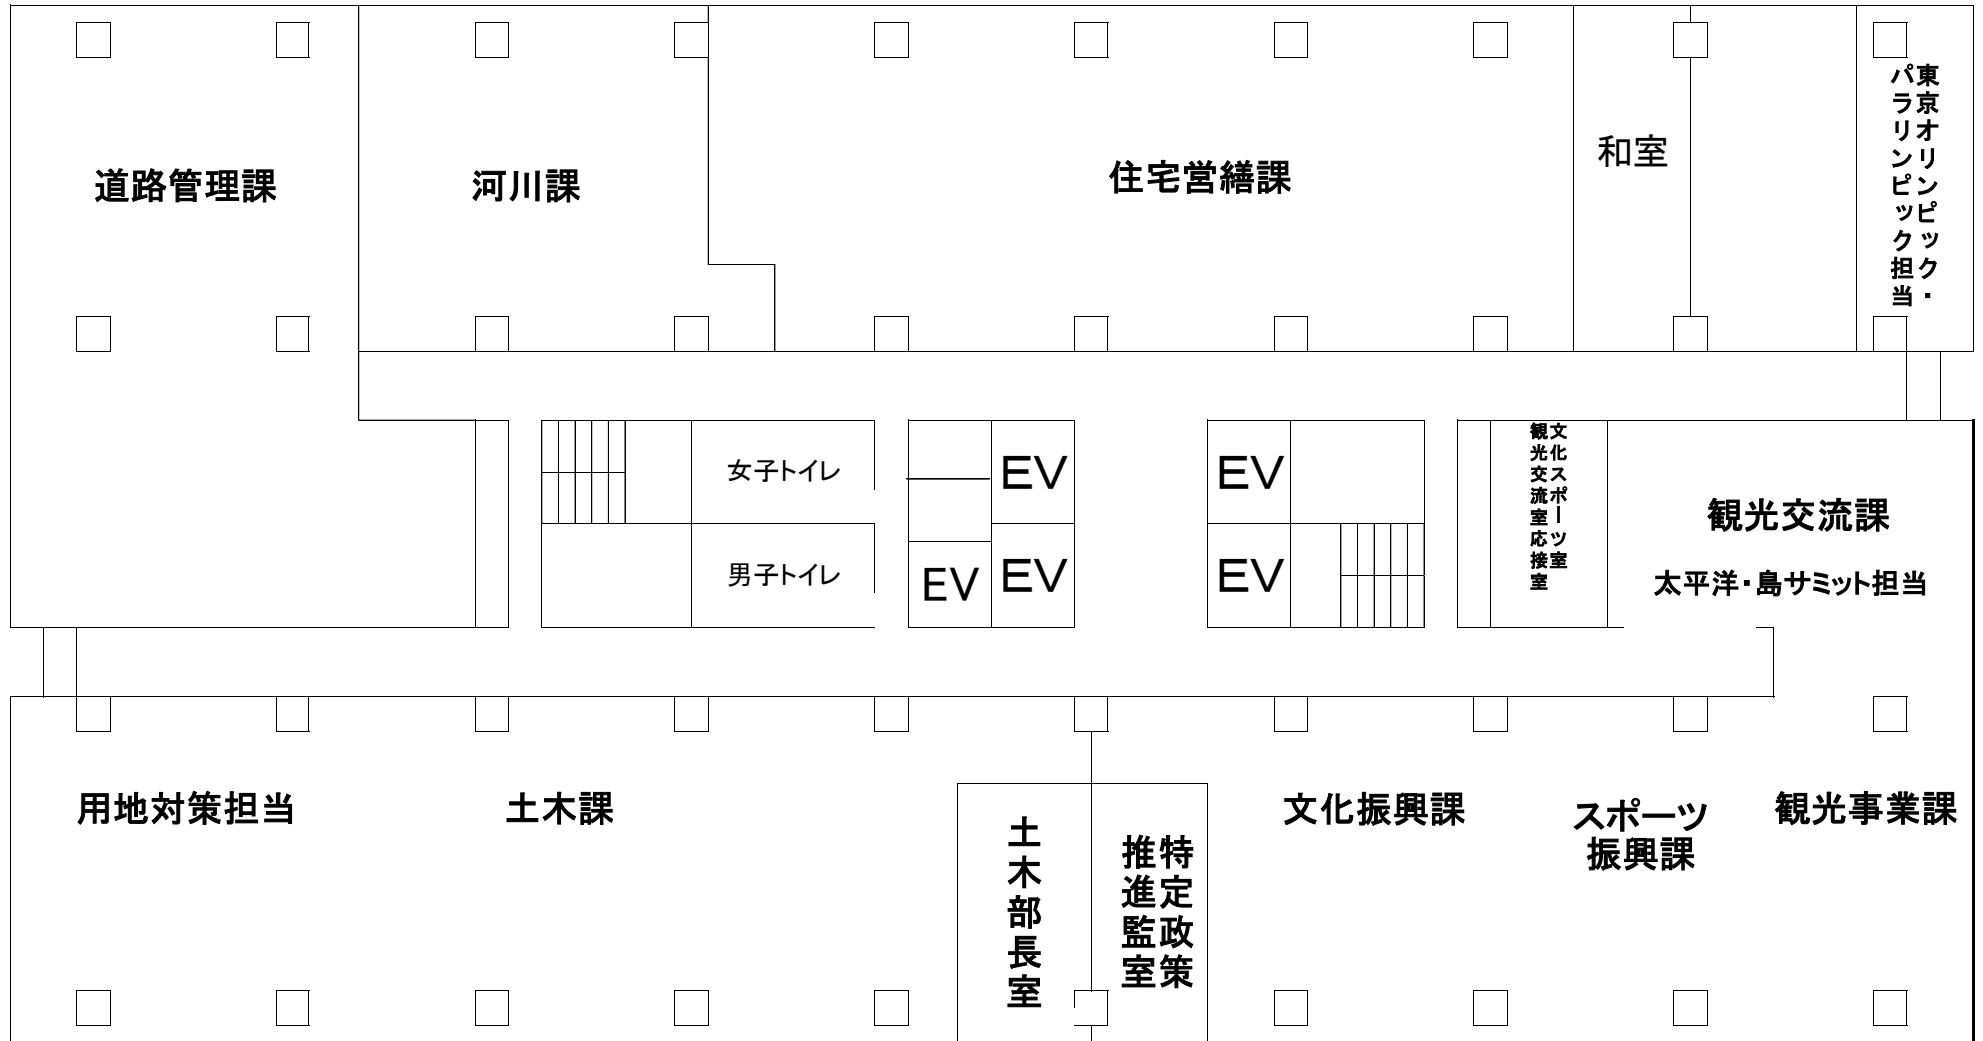 道路管理課
河川課
住宅営繕課
和室
東京オリンピック・
パラリンピック担当
女子トイレ
男子トイレ
EV
EV
EV
EV
EV
文化スポーツ室
観光交流室応接室
観光交流課
太平洋・島サミット担当
用地対策担当
土木課
土木部長室
特定政策
推進監室
文化振興課
スポーツ
振興課
観光事業課